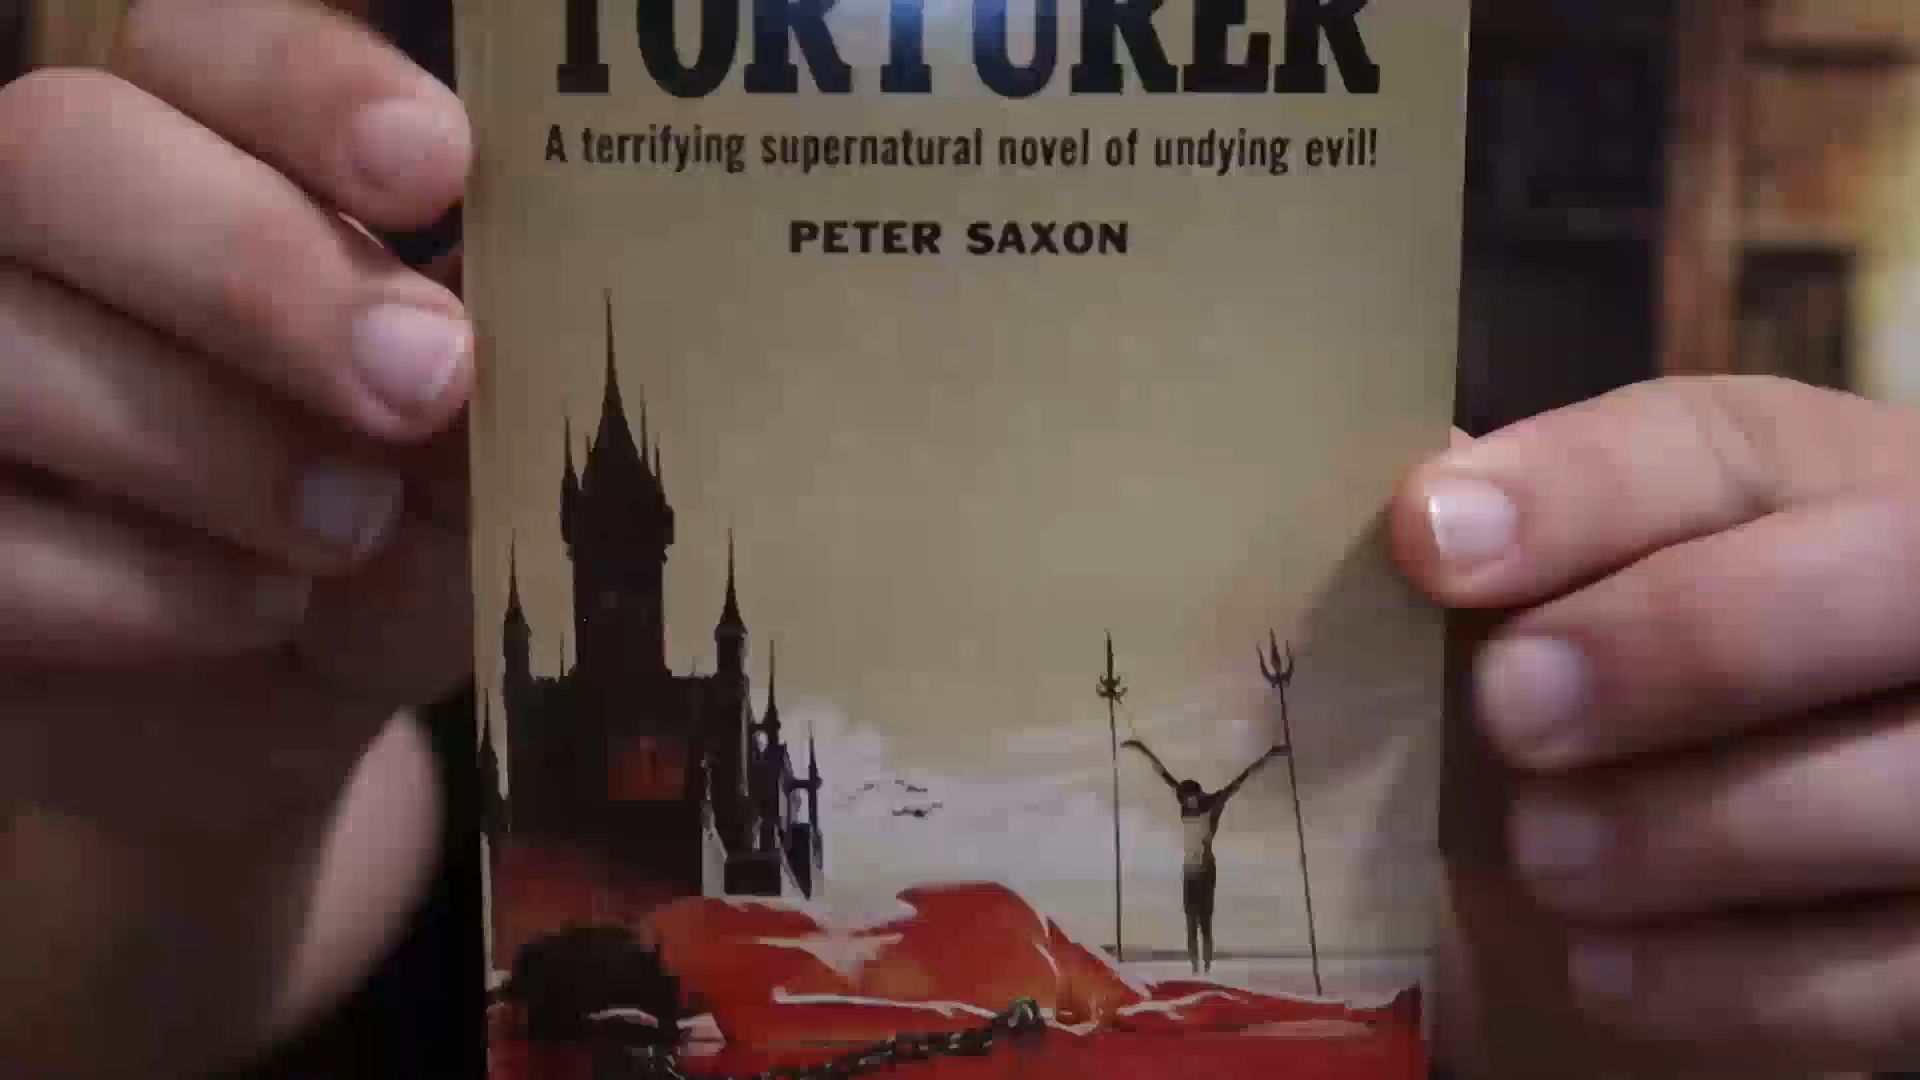 TORTURER
A terrifying supernatural novel of undying evil!
PETER SAXON